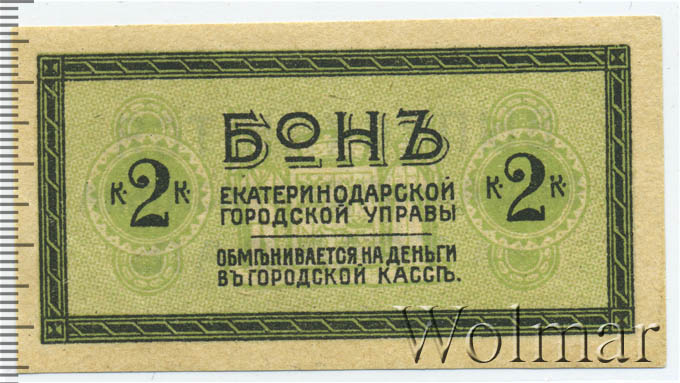 БОНЪ
К. 2 К.
ЕКАТЕРИНОДАРСКОЙ
ГОРОДСКОЙ УПРАВЫ
К. 2 К.
ОБМѢНИВАЕТСЯ НА ДЕНЬГИ
ВЪ ГОРОДСКОЙ КАССѢ.
Wolmar